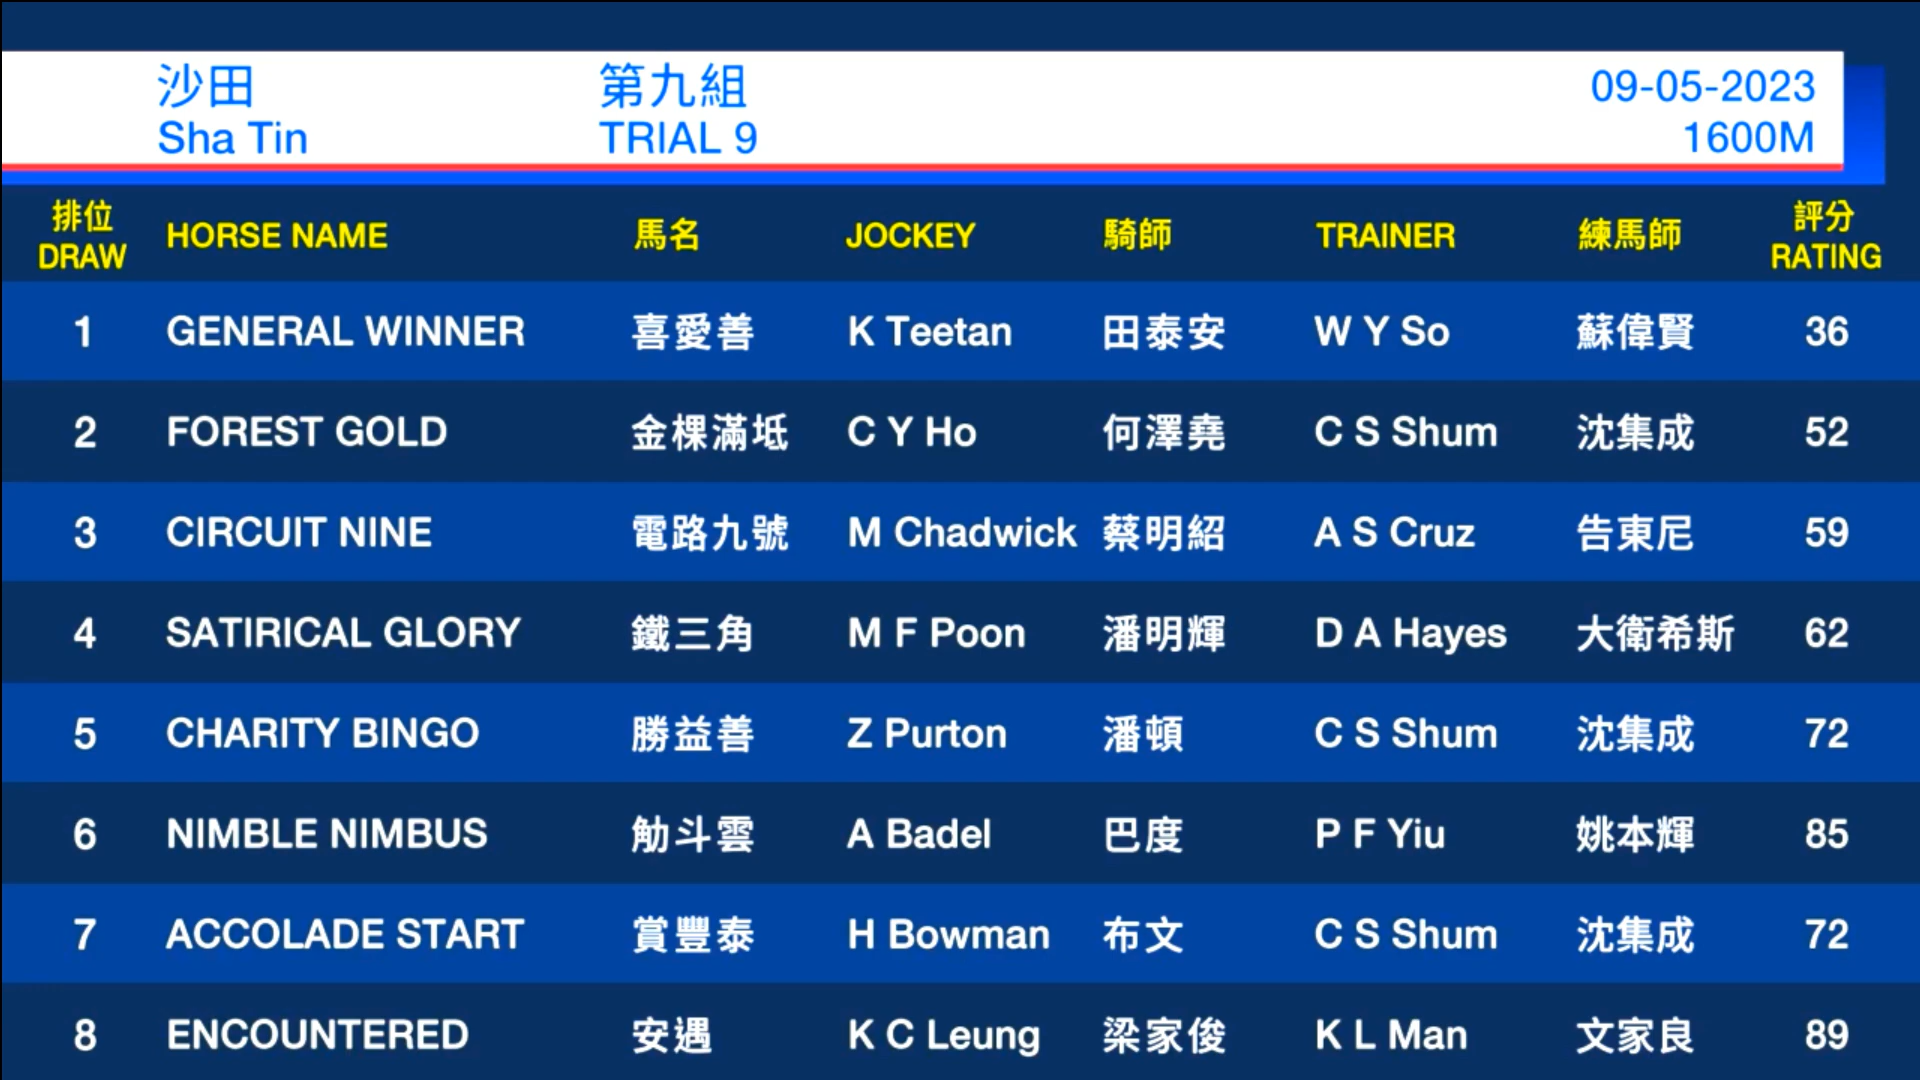 沙田 第九組 09-05-2023
Sha Tin TRIAL 9 1600M
排位 評分
DRAW HORSE NAME 馬名 JOCKEY 騎師 TRAINER 練馬師 RATING
1 GENERAL WINNER 喜愛善 K Teetan 田泰安 W Y So 蘇偉賢 36
2 FOREST GOLD 金棵滿坻 C Y Ho 何澤堯 C S Shum 沈集成 52
3 CIRCUIT NINE 電路九號 M Chadwick 蔡明紹 A S Cruz 告東尼 59
4 SATIRICAL GLORY 鐵三角 M F Poon 潘明輝 D A Hayes 大衛希斯 62
5 CHARITY BINGO 勝益善 Z Purton 潘頓 C S Shum 沈集成 72
6 NIMBLE NIMBUS 觔斗雲 A Badel 巴度 P F Yiu 姚本輝 85
7 ACCOLADE START 賞豐泰 H Bowman 布文 C S Shum 沈集成 72
8 ENCOUNTERED 安遇 K C Leung 梁家俊 K L Man 文家良 89